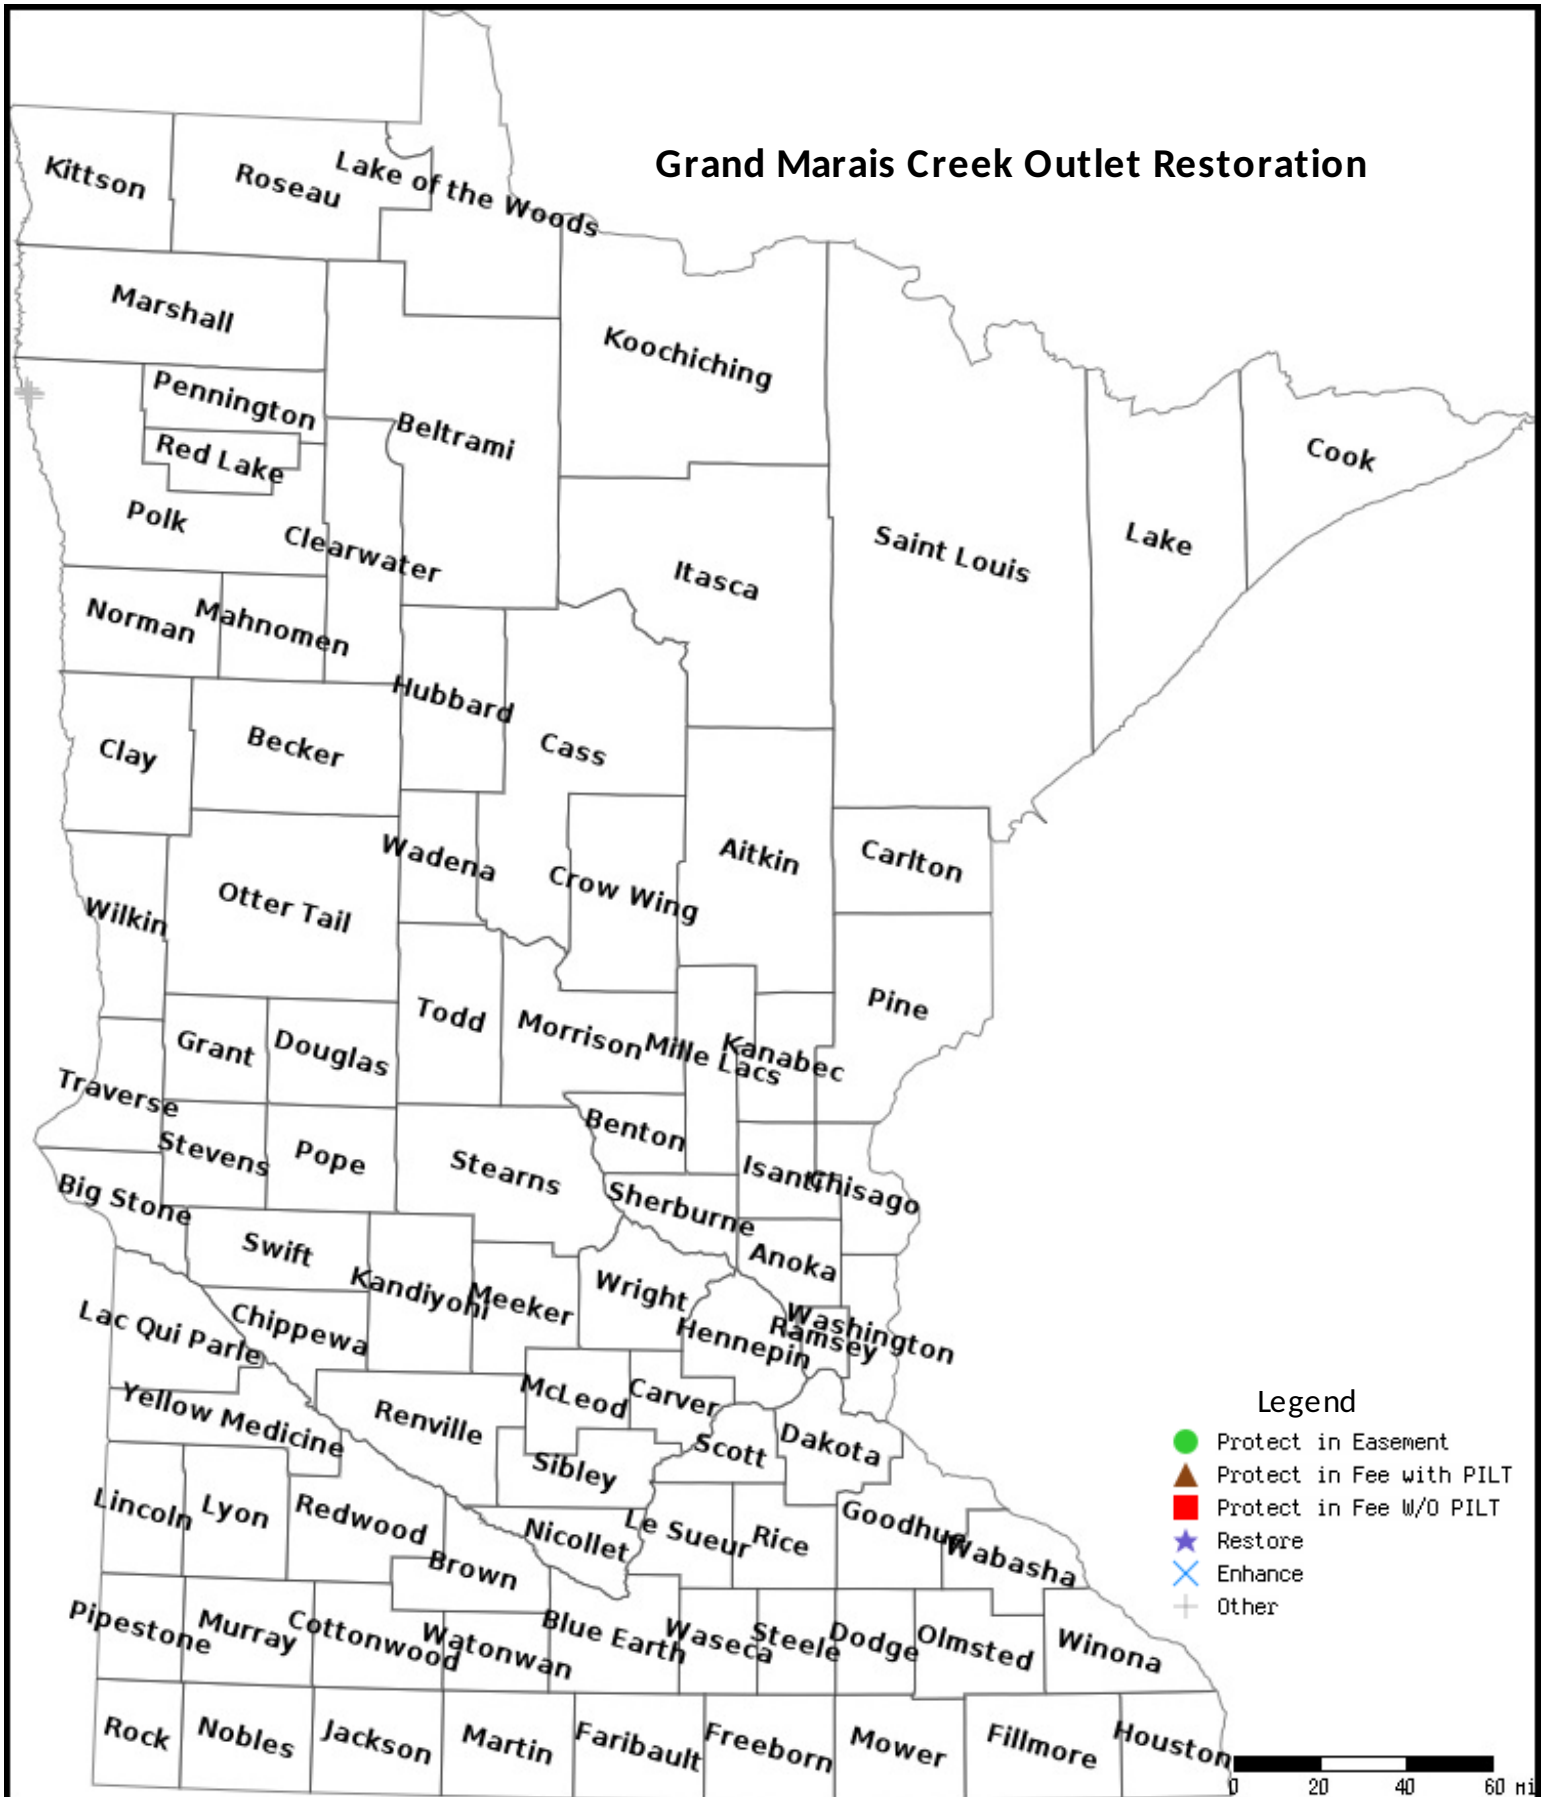 Grand Marais Creek Outlet Restoration
Kittson
Roseau
Lake of the Woods
Marshall
Koochiching
Pennington
Beltrami
Red Lake
Cook
Polk
Clearwater
Saint Louis
Lake
Itasca
Norman
Mahnomen
Hubbard
Cass
Clay
Becker
Wadena
Aitkin
Carlton
Crow Wing
Otter Tail
Wilkin
Pine
Todd
Morrison
Mille Lacs
Kanabec
Grant
Douglas
Traverse
Benton
Stevens
Pope
Stearns
Isanti
Chisago
Big Stone
Sherburne
Swift
Anoka
Kandiyohi
Meeker
Wright
Washington
Ramsey
Hennepin
Lac Qui Parle
Chippewa
McLeod
Carver
Yellow Medicine
Renville
Scott
Dakota
Sibley
Lincoln
Lyon
Redwood
Nicollet
Le Sueur
Rice
Goodhue
Wabasha
Brown
Pipestone
Murray
Cottonwood
Watonwan
Blue Earth
Waseca
Steele
Dodge
Olmsted
Winona
Rock
Nobles
Jackson
Martin
Faribault
Freeborn
Mower
Fillmore
Houston
Legend
Protect in Easement
Protect in Fee with PILT
Protect in Fee W/O PILT
Restore
Enhance
Other
0 20 40 60 mi